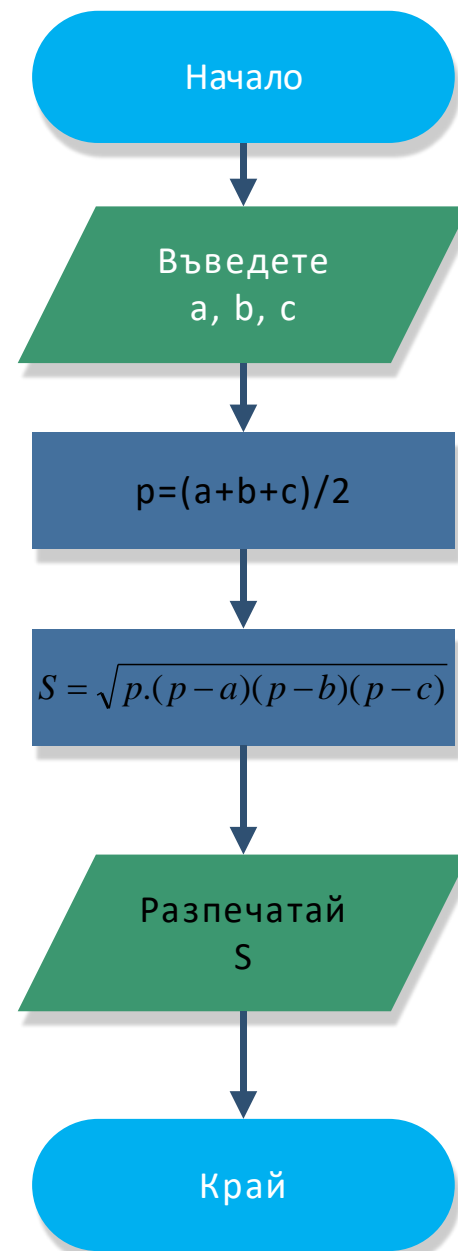 Начало
Въведете
a, b, c
p=(a+b+c)/2
S = √p.(p − a)(p − b)(p − c)
Разпечатай
S
Край